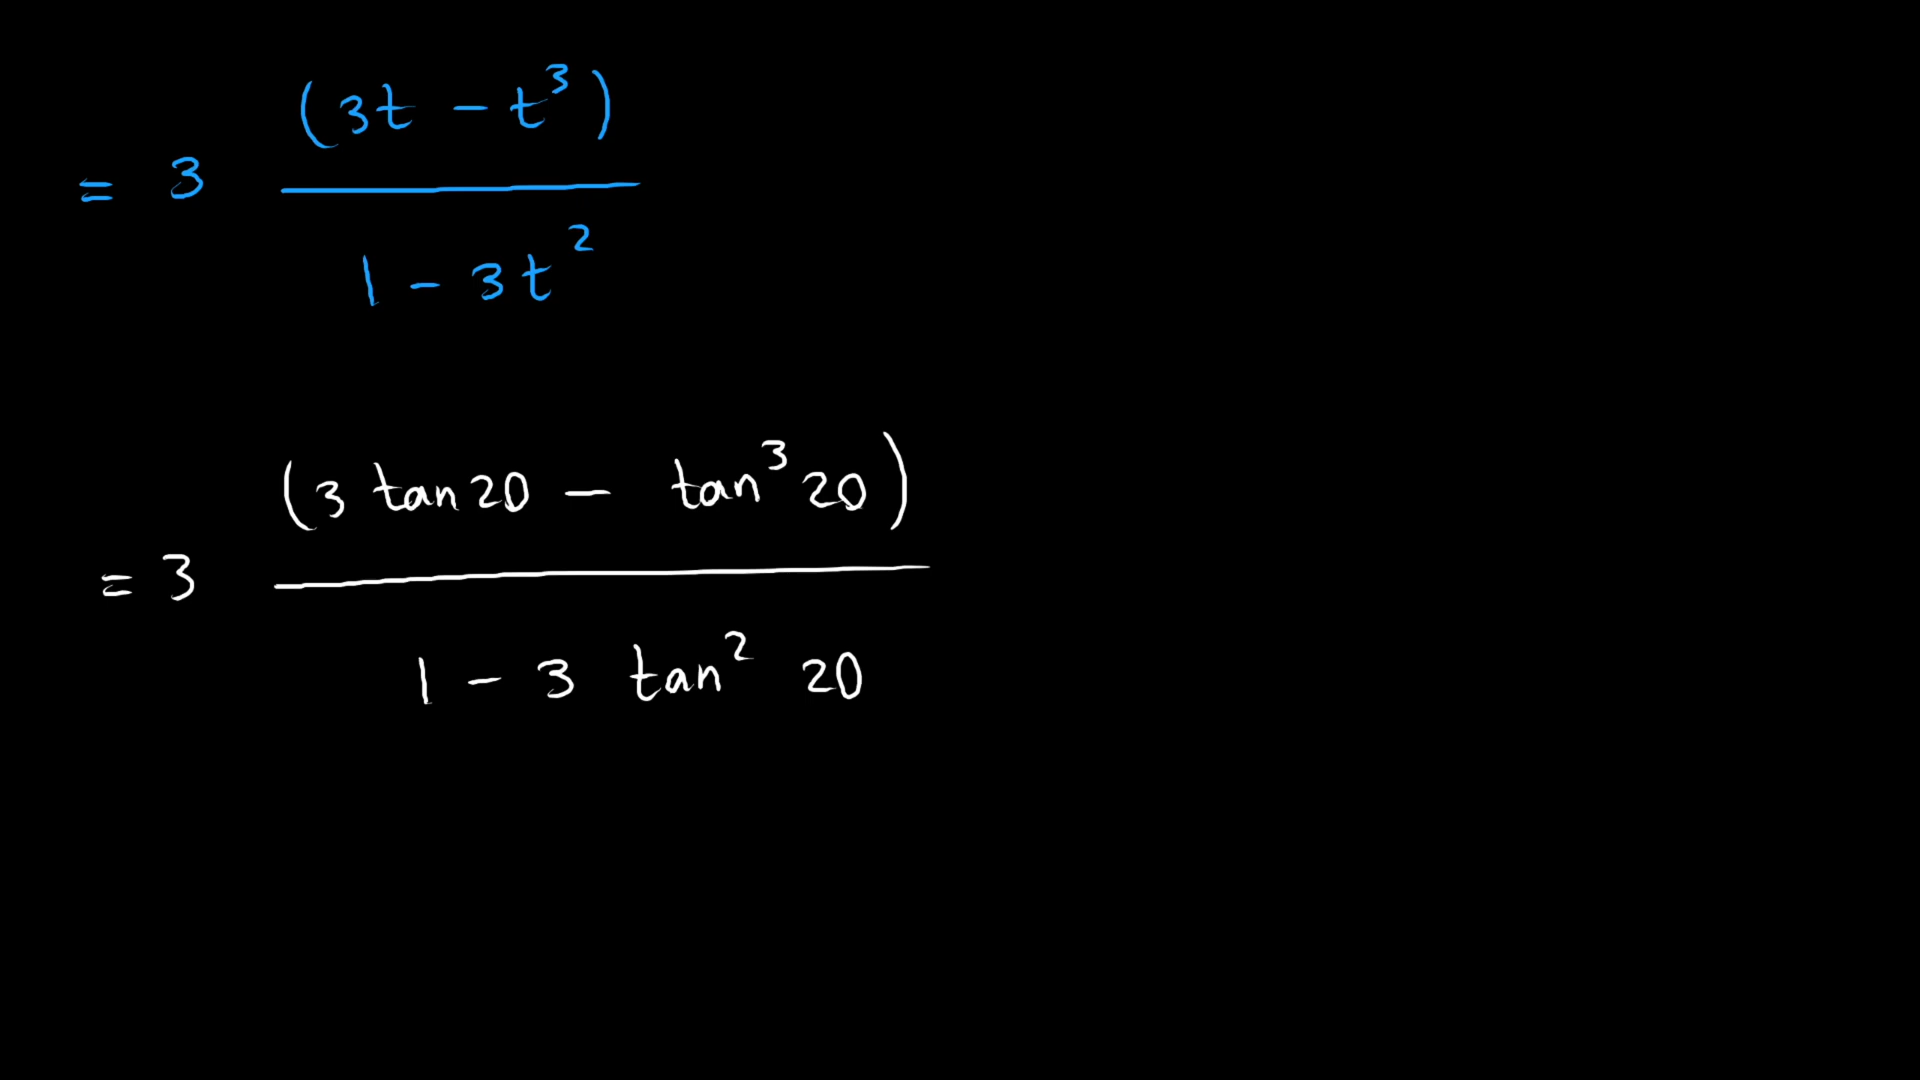 = 3 (3t - t³) / 1 - 3t²
= 3 (3 tan 20 - tan³ 20) / 1 - 3 tan² 20